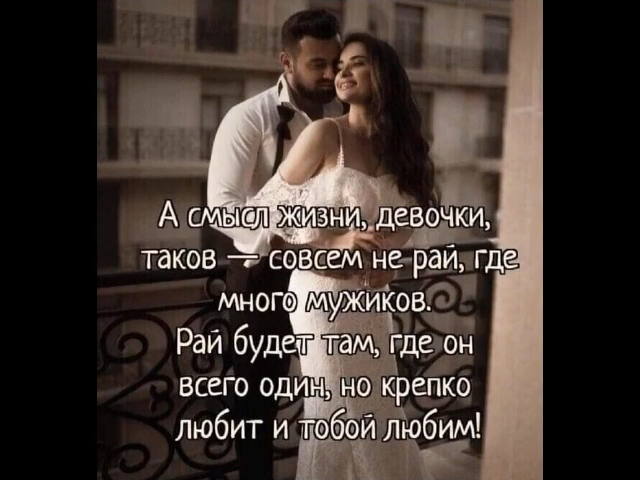 А смысл жизни, девочки,
таков — совсем не рай, где
много мужиков.
Рай будет там, где он
всего один, но крепко
любит и тобой любим!